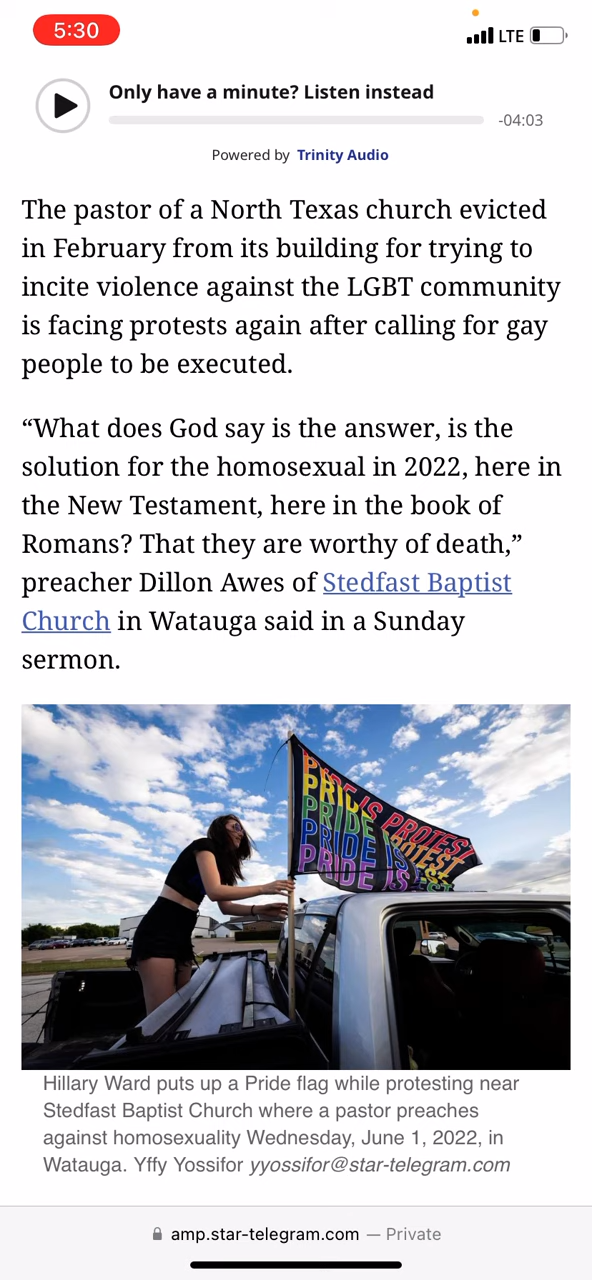 5:30
LTE
Only have a minute? Listen instead
-04:03
Powered by Trinity Audio
The pastor of a North Texas church evicted
in February from its building for trying to
incite violence against the LGBT community
is facing protests again after calling for gay
people to be executed.
“What does God say is the answer, is the
solution for the homosexual in 2022, here in
the New Testament, here in the book of
Romans? That they are worthy of death,”
preacher Dillon Awes of Stedfast Baptist
Church in Watauga said in a Sunday
sermon.
PRIDE IS PROTEST
PRIDE IS PROTEST
PRIDE IS
PRIDE IS
PRIDE IS
Hillary Ward puts up a Pride flag while protesting near
Stedfast Baptist Church where a pastor preaches
against homosexuality Wednesday, June 1, 2022, in
Watauga. Yffy Yossifor yyossifor@star-telegram.com
amp.star-telegram.com — Private